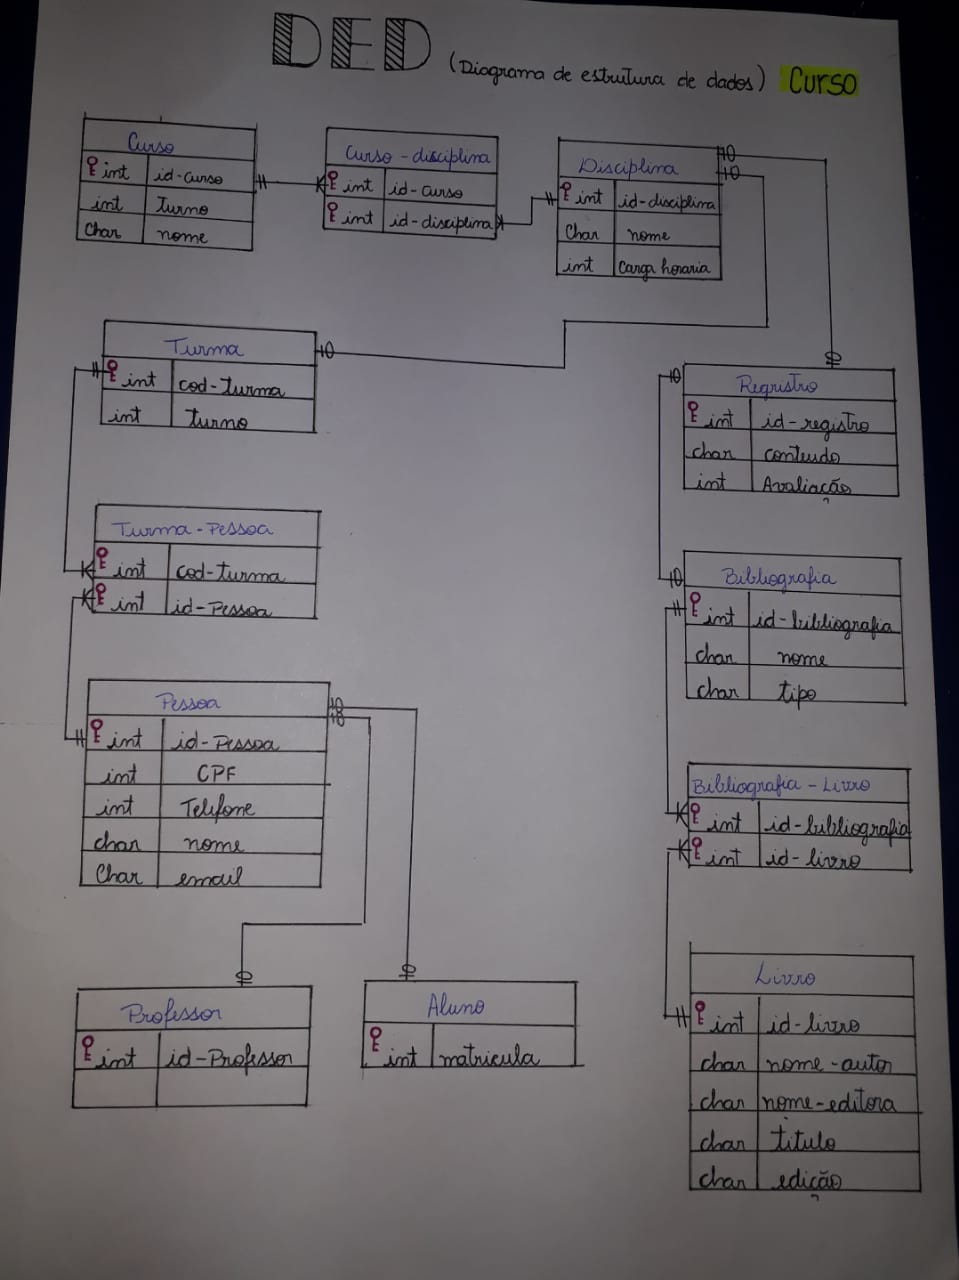 DED (Diagrama de estrutura de dados) Curso
Curso
int id-curso
int Turno
char nome
Curso-disciplina
int id-curso
int id-disciplina
Disciplina
int id-disciplina
char nome
int Carga horaria
Turma
int cod-turma
int Turno
Registro
int id-registro
char conteudo
int Avaliação
Turma-Pessoa
int cod-turma
int id-Pessoa
Bibliografia
int id-bibliografia
char nome
char tipo
Pessoa
int id-Pessoa
int CPF
int Telefone
char nome
Char email
Bibliografia-Livro
int id-bibliografia
int id-livro
Professor
int id-Professor
Aluno
int matricula
Livro
int id-livro
char nome-autor
char nome-editora
char titulo
char edição